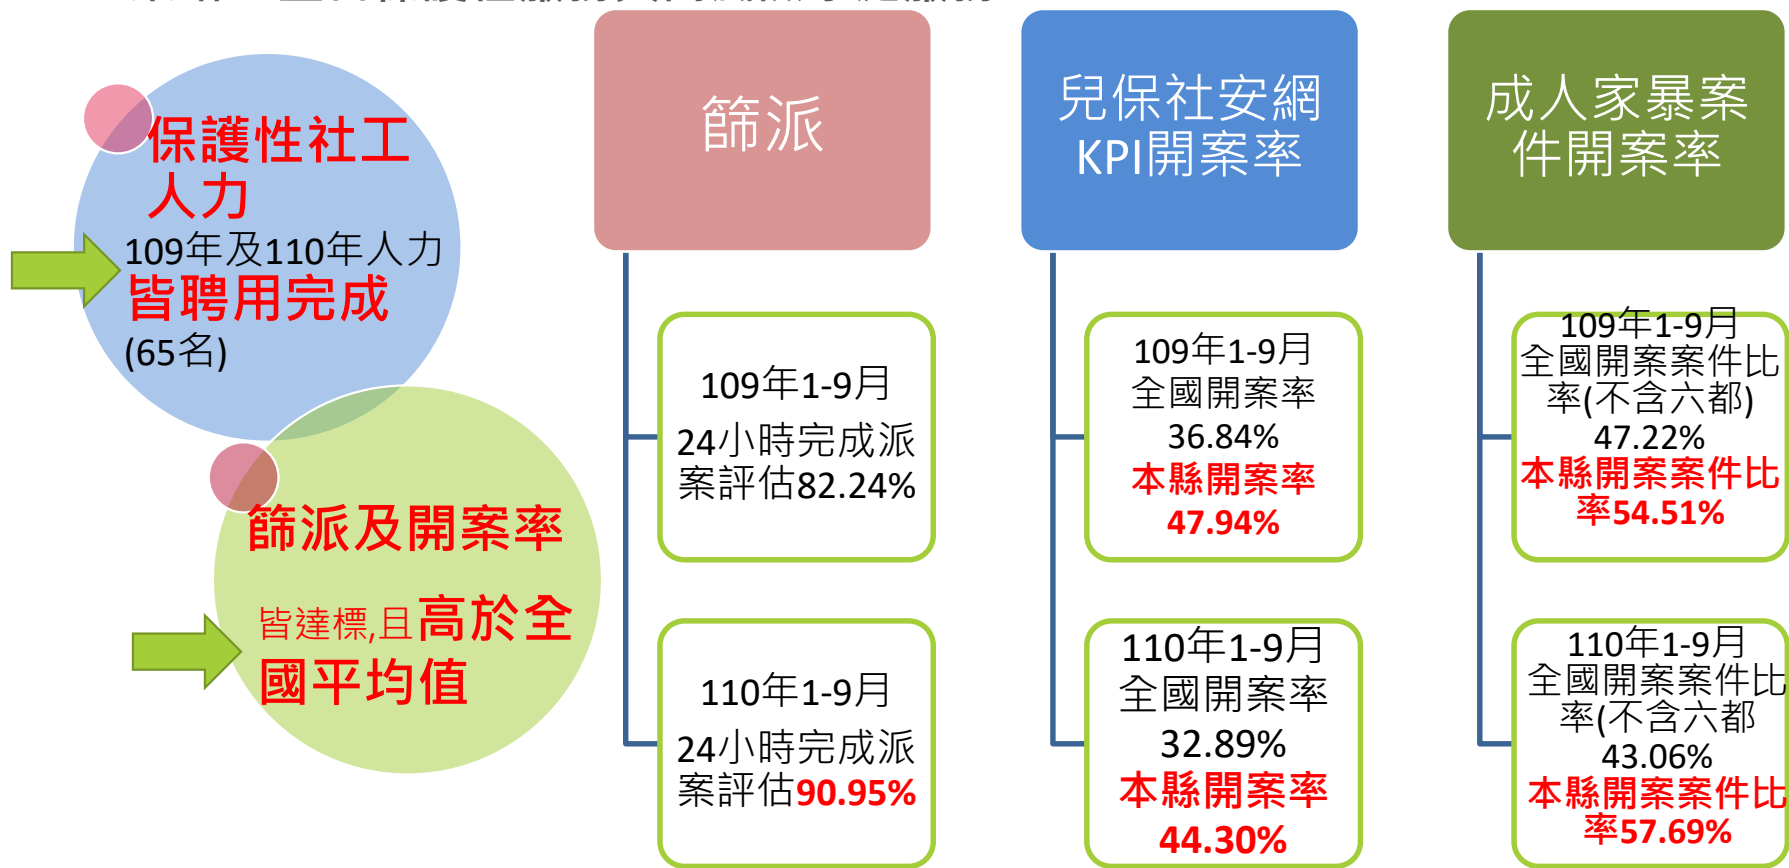 保護性社工
人力
109年及110年人力
皆聘用完成
(65名)
篩派及開案率
皆達標,且高於全
國平均值
篩派
109年1-9月
24小時完成派
案評估82.24%
110年1-9月
24小時完成派
案評估90.95%
兒保社安網
KPI開案率
109年1-9月
全國開案率
36.84%
本縣開案率
47.94%
110年1-9月
全國開案率
32.89%
本縣開案率
44.30%
成人家暴案
件開案率
109年1-9月
全國開案案件比
率(不含六都)
47.22%
本縣開案案件比
率54.51%
110年1-9月
全國開案案件比
率(不含六都
43.06%
本縣開案案件比
率57.69%